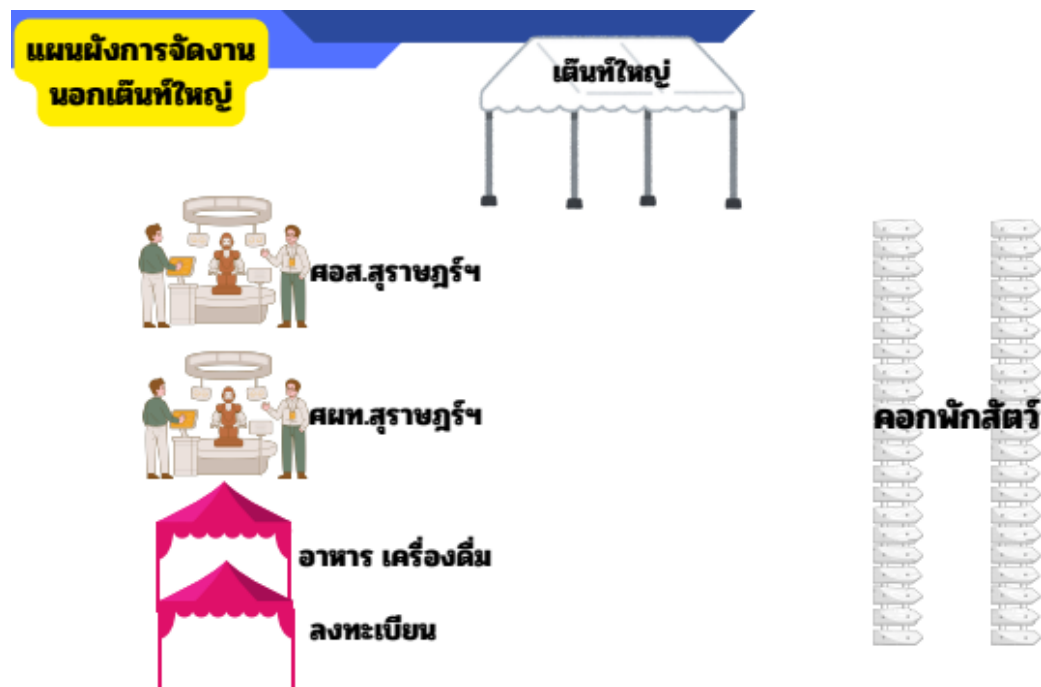 แผนผังการจัดงาน
นอกเต๊นท์ใหญ่
เต๊นท์ใหญ่
ศอส.สุราษฎร์ฯ
ศผท.สุราษฎร์ฯ
คอกพักสัตว์
อาหาร เครื่องดื่ม
ลงทะเบียน